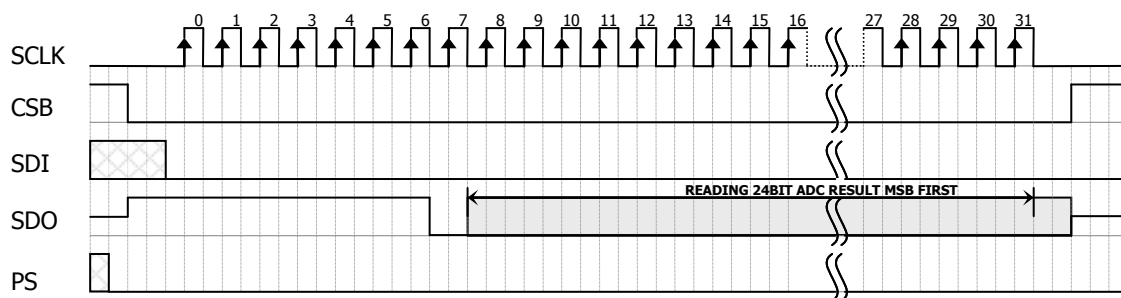 0 1 2 3 4 5 6 7 8 9 10 11 12 13 14 15 16 27 28 29 30 31
SCLK
CSB
SDI
READING 24BIT ADC RESULT MSB FIRST
SDO
PS